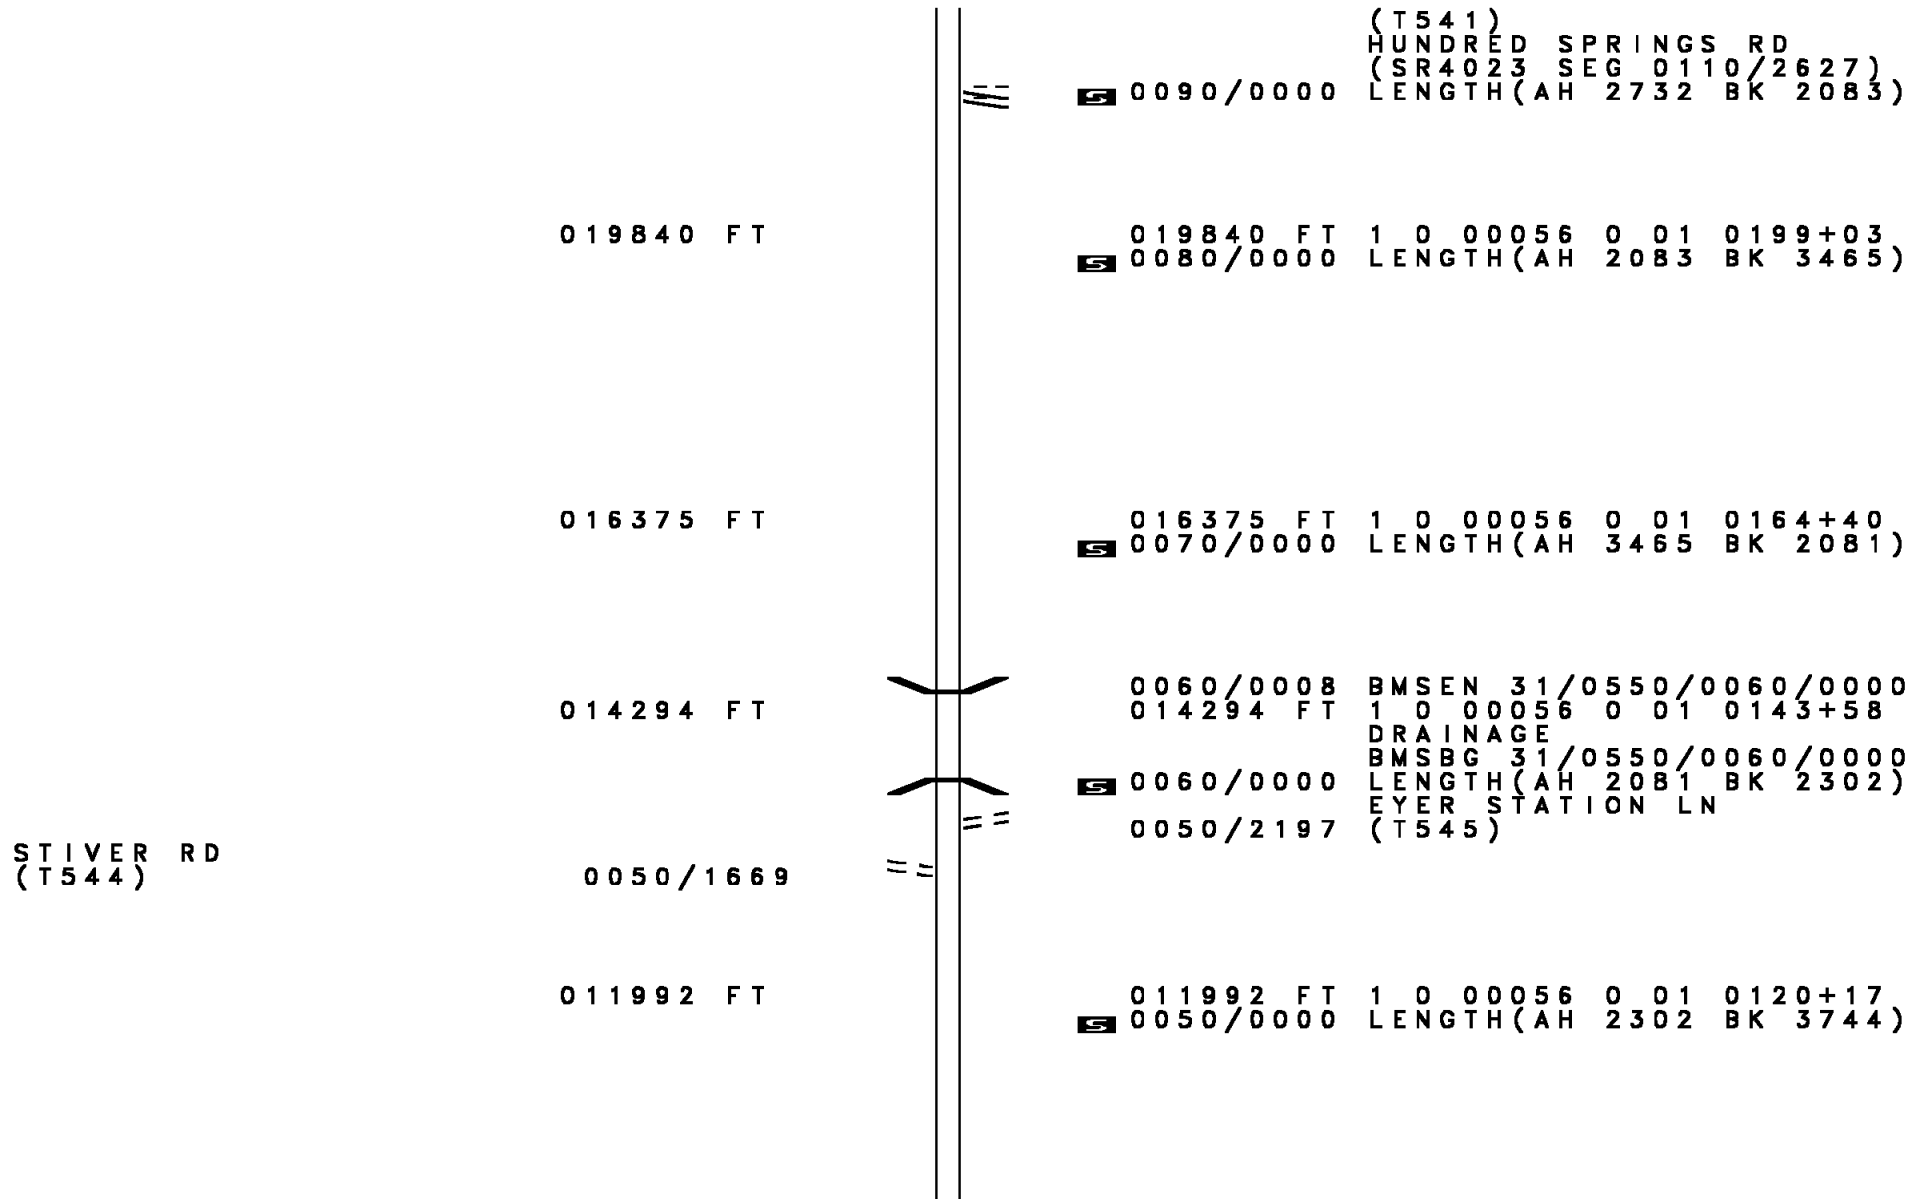 (T541)
HUNDRED SPRINGS RD
(SR4023 SEG 0110/2627)
S 0090/0000 LENGTH(AH 2732 BK 2083)
019840 FT 019840 FT 1 0 00056 0 01 0199+03
S 0080/0000 LENGTH(AH 2083 BK 3465)
016375 FT 016375 FT 1 0 00056 0 01 0164+40
S 0070/0000 LENGTH(AH 3465 BK 2081)
0060/0008 BMSEN 31/0550/0060/0000
014294 FT 014294 FT 1 0 00056 0 01 0143+58
DRAINAGE
BMSBG 31/0550/0060/0000
S 0060/0000 LENGTH(AH 2081 BK 2302)
EYER STATION LN
0050/2197 (T545)
STIVER RD
(T544) 0050/1669
011992 FT 011992 FT 1 0 00056 0 01 0120+17
S 0050/0000 LENGTH(AH 2302 BK 3744)